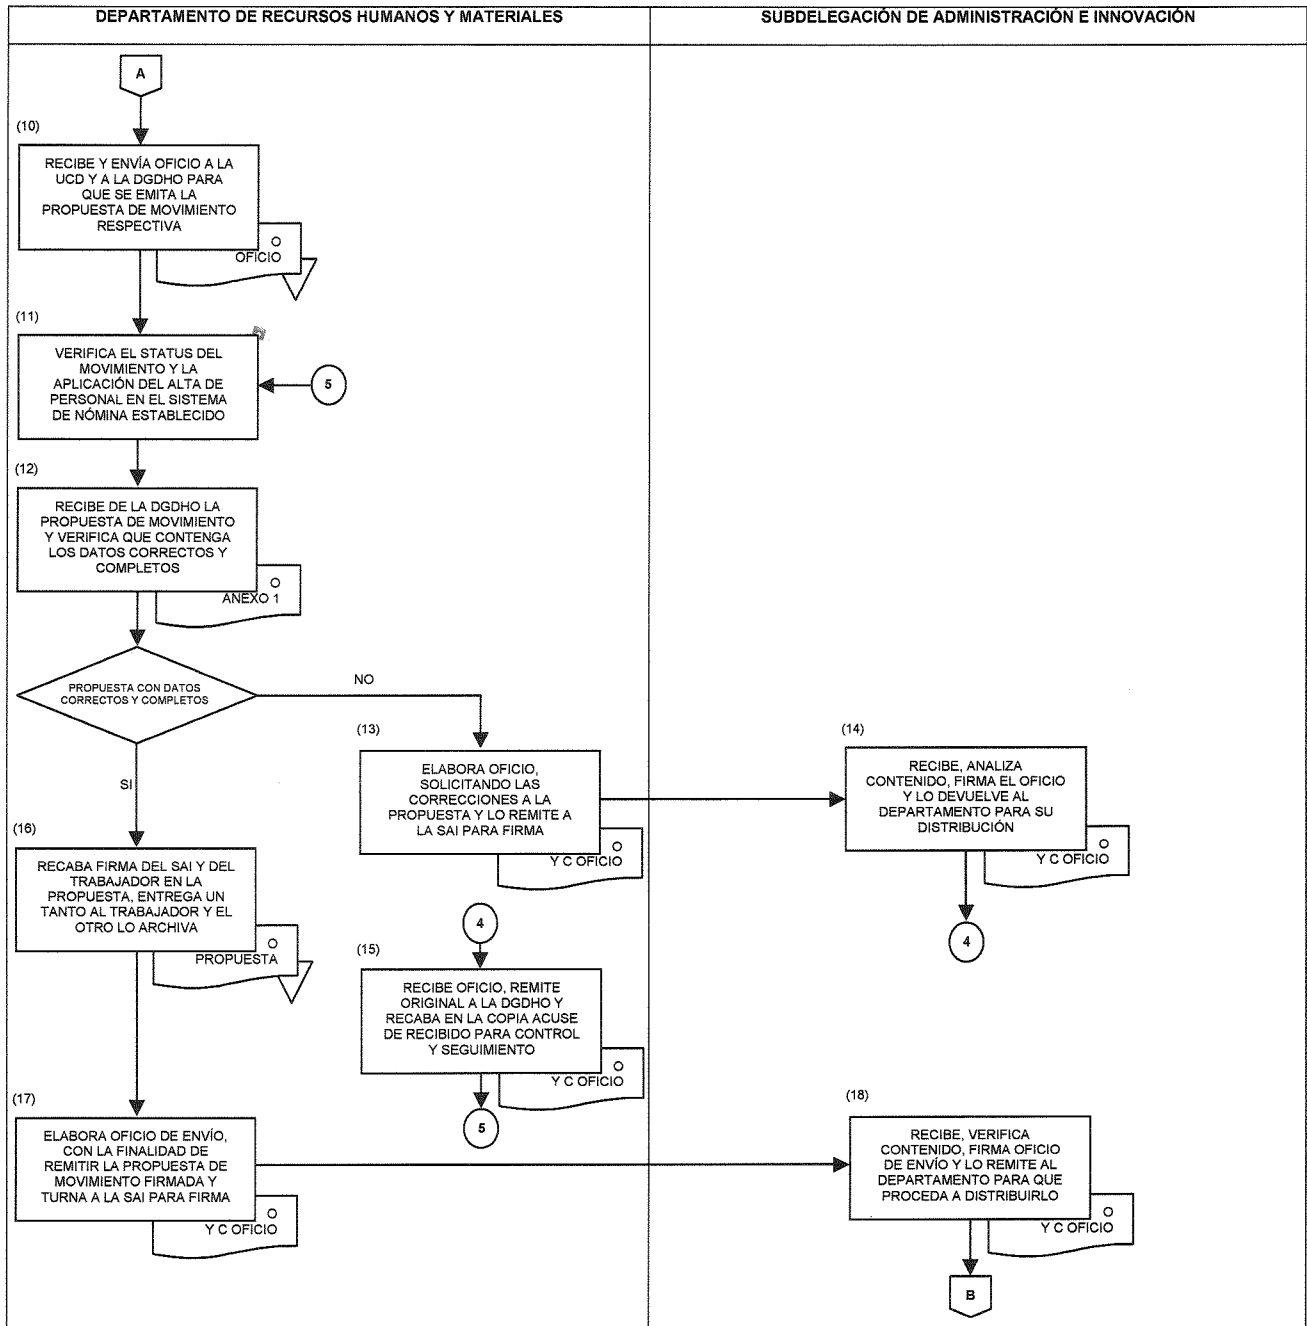 DEPARTAMENTO DE RECURSOS HUMANOS Y MATERIALES
SUBDELEGACIÓN DE ADMINISTRACIÓN E INNOVACIÓN
A
(10)
RECIBE Y ENVÍA OFICIO A LA
UCD Y A LA DGDHO PARA
QUE SE EMITA LA
PROPUESTA DE MOVIMIENTO
RESPECTIVA
O
OFICIO
(11)
VERIFICA EL STATUS DEL
MOVIMIENTO Y LA
APLICACIÓN DEL ALTA DE
PERSONAL EN EL SISTEMA
DE NÓMINA ESTABLECIDO
5
(12)
RECIBE DE LA DGDHO LA
PROPUESTA DE MOVIMIENTO
Y VERIFICA QUE CONTENGA
LOS DATOS CORRECTOS Y
COMPLETOS
O
ANEXO 1
PROPUESTA CON DATOS
CORRECTOS Y COMPLETOS
NO
SI
(13)
ELABORA OFICIO,
SOLICITANDO LAS
CORRECCIONES A LA
PROPUESTA Y LO REMITE A
LA SAI PARA FIRMA
O
Y C OFICIO
(14)
RECIBE, ANALIZA
CONTENIDO, FIRMA EL OFICIO
Y LO DEVUELVE AL
DEPARTAMENTO PARA SU
DISTRIBUCIÓN
O
Y C OFICIO
4
(16)
RECABA FIRMA DEL SAI Y DEL
TRABAJADOR EN LA
PROPUESTA, ENTREGA UN
TANTO AL TRABAJADOR Y EL
OTRO LO ARCHIVA
O
PROPUESTA
4
(15)
RECIBE OFICIO, REMITE
ORIGINAL A LA DGDHO Y
RECABA EN LA COPIA ACUSE
DE RECIBIDO PARA CONTROL
Y SEGUIMIENTO
O
Y C OFICIO
5
(17)
ELABORA OFICIO DE ENVÍO,
CON LA FINALIDAD DE
REMITIR LA PROPUESTA DE
MOVIMIENTO FIRMADA Y
TURNA A LA SAI PARA FIRMA
O
Y C OFICIO
(18)
RECIBE, VERIFICA
CONTENIDO, FIRMA OFICIO
DE ENVÍO Y LO REMITE AL
DEPARTAMENTO PARA QUE
PROCEDA A DISTRIBUIRLO
O
Y C OFICIO
B